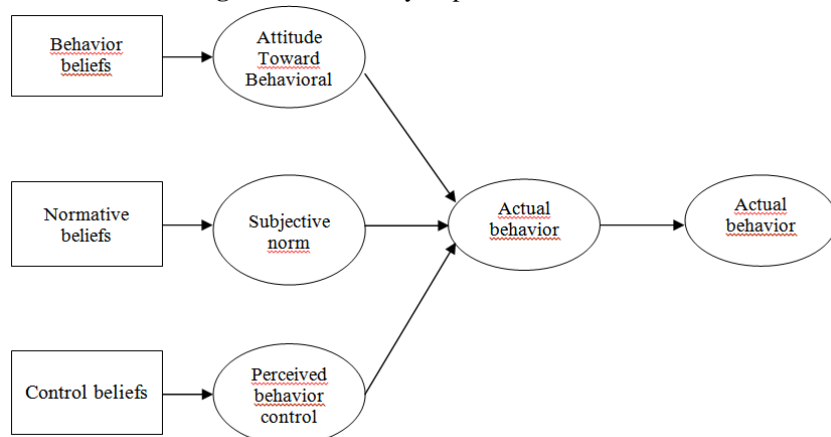 Behavior
beliefs
Attitude
Toward
Behavioral
Normative
beliefs
Subjective
norm
Actual
behavior
Actual
behavior
Control beliefs
Perceived
behavior
control